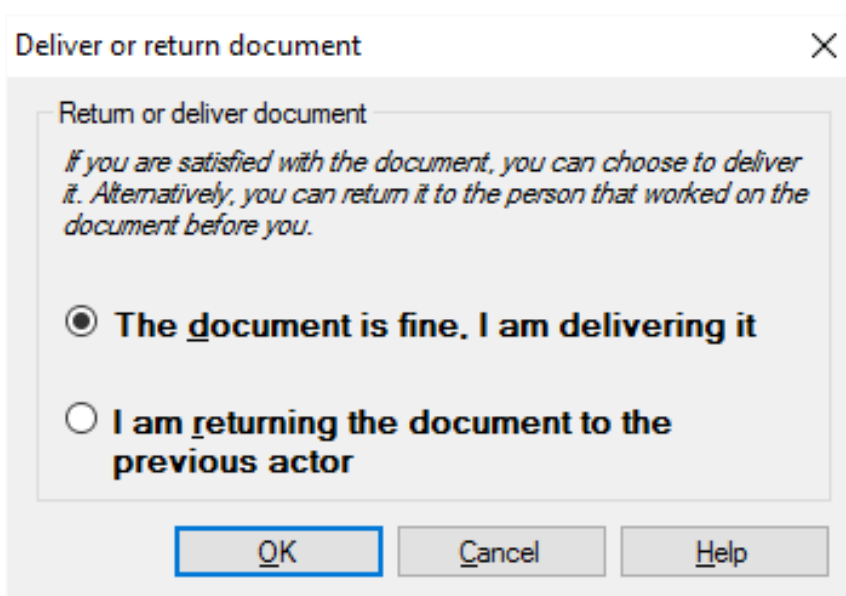 Deliver or return document
Return or deliver document
If you are satisfied with the document, you can choose to deliver
it. Alternatively, you can return it to the person that worked on the
document before you.
The document is fine, I am delivering it
I am returning the document to the
previous actor
OK Cancel Help